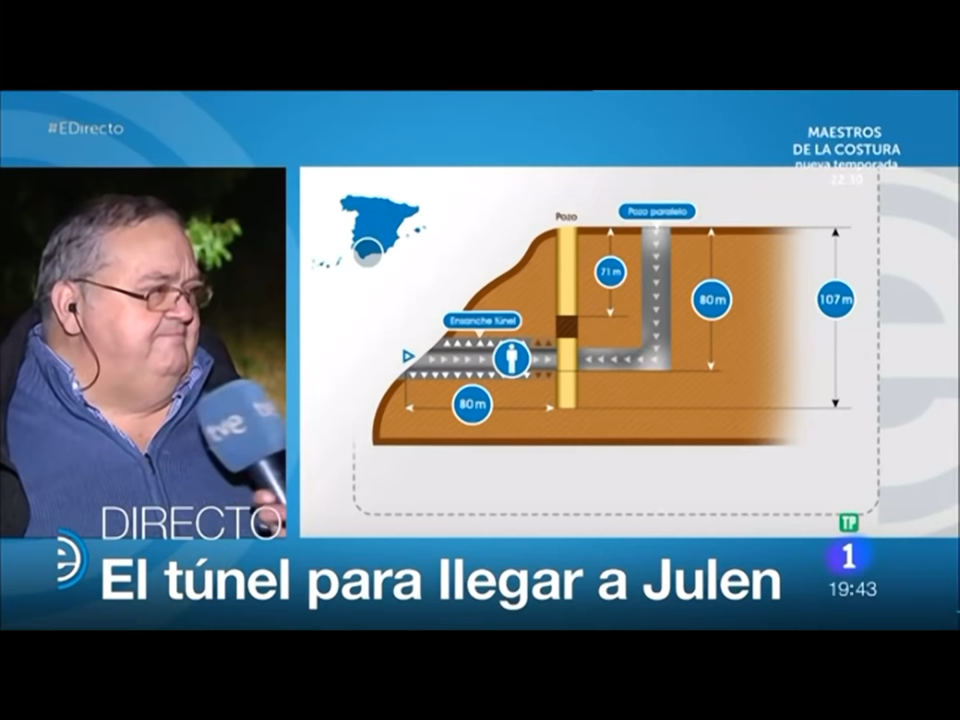 #EDirecto
MAESTROS
DE LA COSTURA
nueva temporada
22:30
Pozo
Pozo paralelo
71 m
80 m
107 m
Ensanche túnel
80 m
tve
DIRECTO
El túnel para llegar a Julen
TP
1
19:43